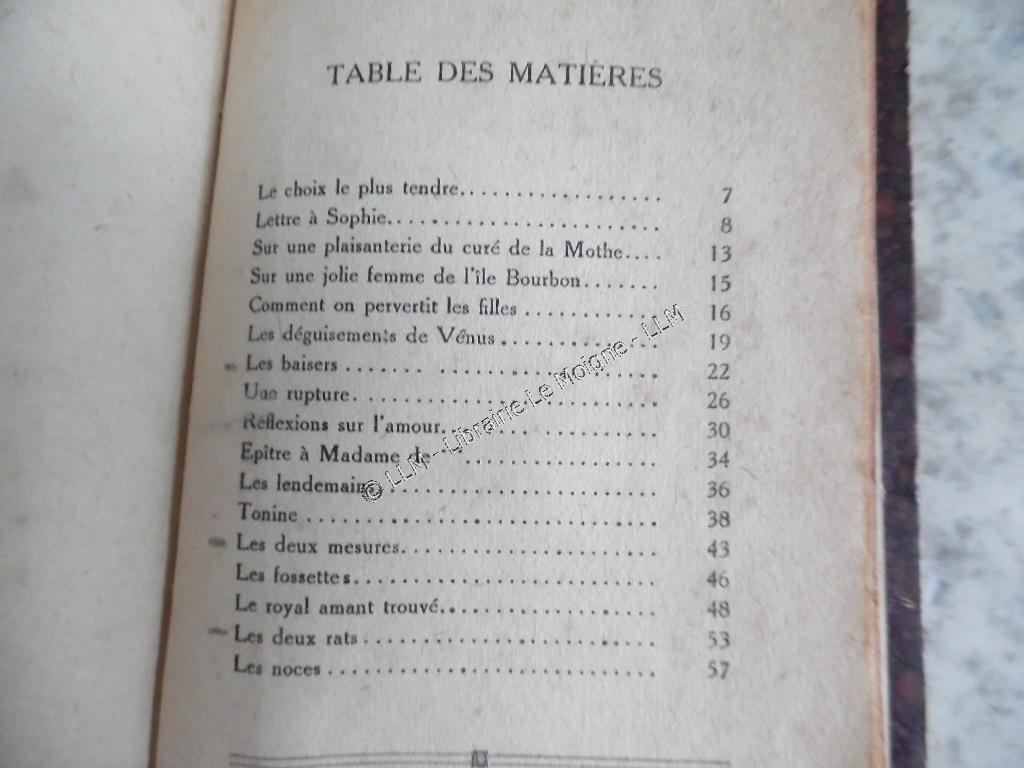 TABLE DES MATIÈRES
Le choix le plus tendre.................. 7
Lettre à Sophie......................... 8
Sur une plaisanterie du curé de la Mothe.... 13
Sur une jolie femme de l'île Bourbon....... 15
Comment on pervertit les filles ............ 16
Les déguisements de Vénus .............. 19
Les baisers ....... .................... 22
Une rupture............................ 26
Réflexions sur l'amour.................. 30
Epître à Madame de ................... 34
Les lendemains ........................ 36
Tonine ................................ 38
Les deux mesures....................... 43
Les fossettes........................... 46
Le royal amant trouvé.................... 48
Les deux rats........................... 53
Les noces .............................. 57
© LLM - Librairie Le Moigne - LLM